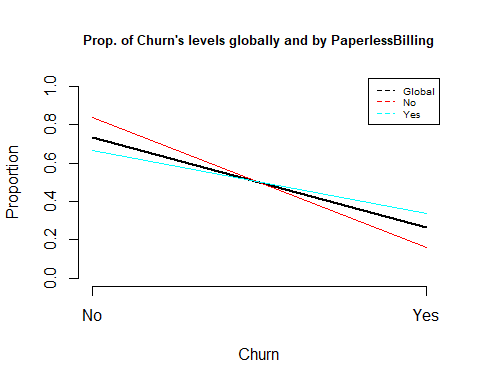 Prop. of Churn's levels globally and by PaperlessBilling
Global
No
Yes
1.0
0.8
0.6
0.4
0.2
0.0
Proportion
No
Yes
Churn